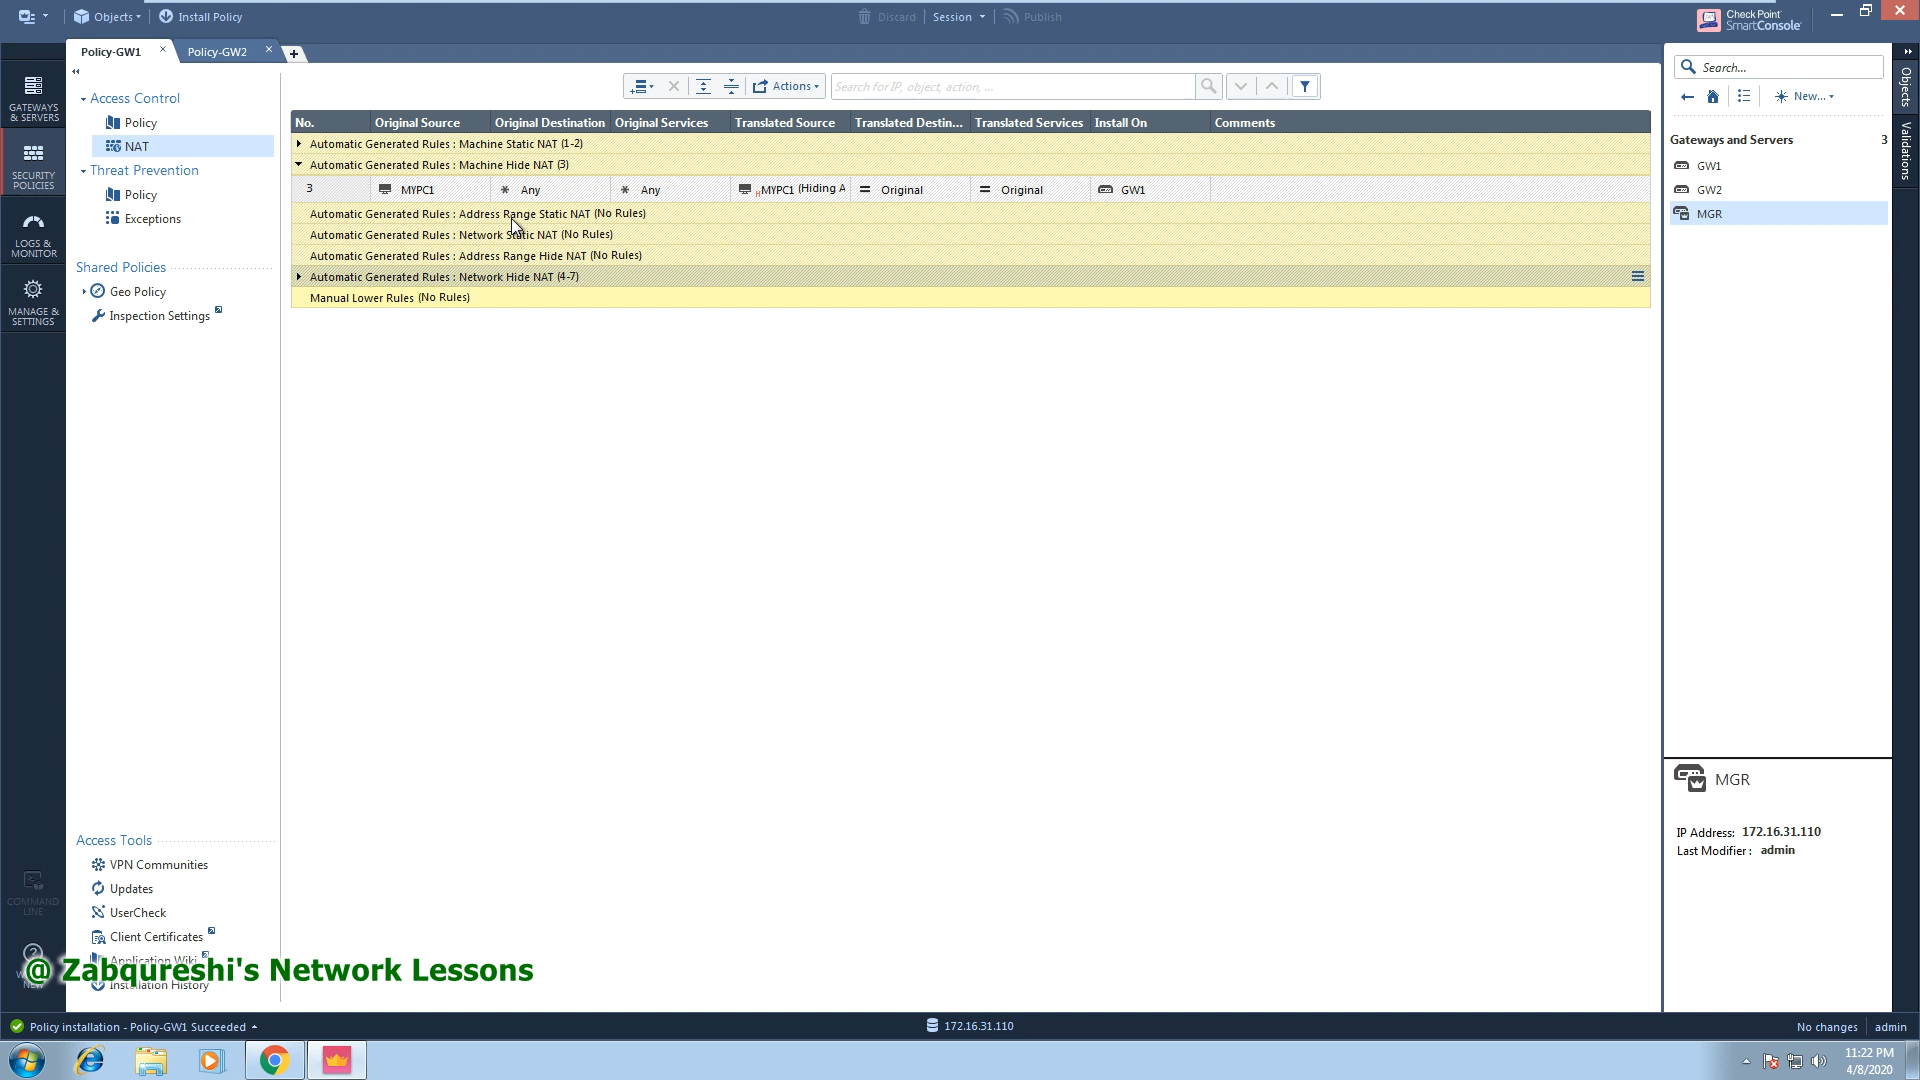 Objects
Install Policy
Discard
Session
Publish
Check Point
SmartConsole
Policy-GW1
Policy-GW2
GATEWAYS
& SERVERS
SECURITY
POLICIES
LOGS &
MONITOR
MANAGE &
SETTINGS
COMMAND
LINE
Access Control
Policy
NAT
Threat Prevention
Policy
Exceptions
Shared Policies
Geo Policy
Inspection Settings
Access Tools
VPN Communities
Updates
UserCheck
Client Certificates
Application Wiki
Installation History
@ Zabqureshi's Network Lessons
Actions
Search for IP, object, action, ...
No. Original Source Original Destination Original Services Translated Source Translated Destin... Translated Services Install On Comments
Automatic Generated Rules : Machine Static NAT (1-2)
Automatic Generated Rules : Machine Hide NAT (3)
3 MYPC1 Any Any MYPC1 (Hiding A Original Original GW1
Automatic Generated Rules : Address Range Static NAT (No Rules)
Automatic Generated Rules : Network Static NAT (No Rules)
Automatic Generated Rules : Address Range Hide NAT (No Rules)
Automatic Generated Rules : Network Hide NAT (4-7)
Manual Lower Rules (No Rules)
Search...
New...
Gateways and Servers 3
GW1
GW2
MGR
MGR
IP Address: 172.16.31.110
Last Modifier: admin
Objects
Validations
Policy installation - Policy-GW1 Succeeded
172.16.31.110
No changes
admin
11:22 PM
4/8/2020